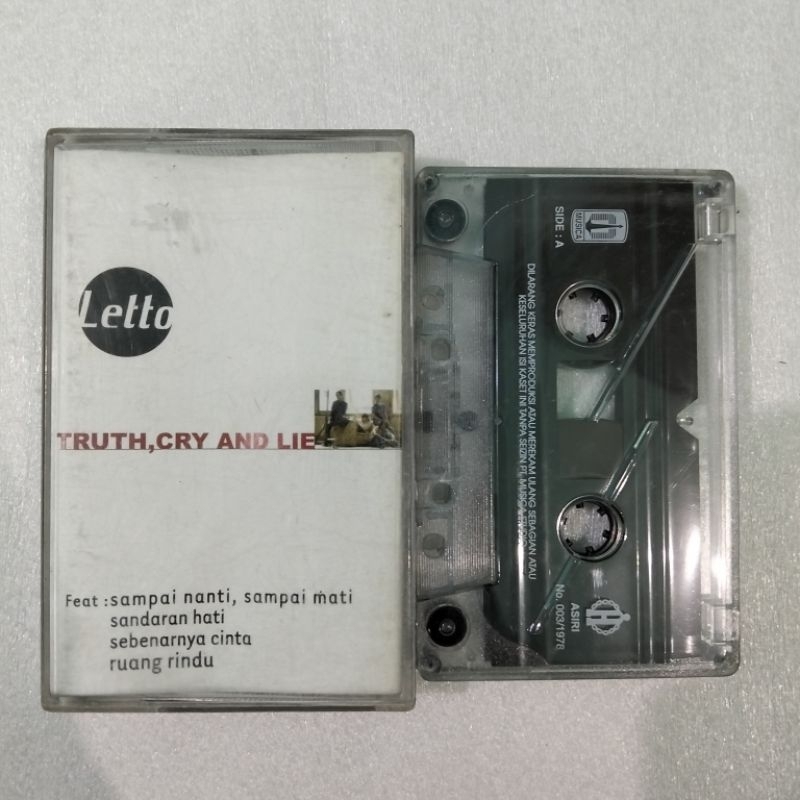 Letto
TRUTH,CRY AND LIE
Feat : sampai nanti, sampai mati
sandaran hati
sebenarnya cinta
ruang rindu
MUSICA
SIDE : A
DILARANG KERAS MEMPRODUKSI ATAU MEREKAM ULANG SEBAGIAN ATAU
KESELURUHAN ISI KASET INI TANPA SEIZIN PT. MUSICA
ASIRI
No. 003/1978